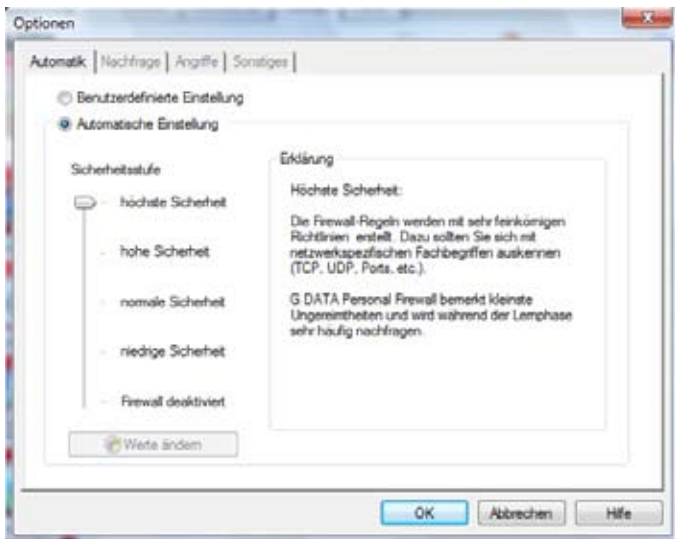 Optionen
Automatik Nachfrage Angriffe Sonstiges
Benutzerdefinierte Einstellung
Automatische Einstellung
Sicherheitsstufe
höchste Sicherheit
hohe Sicherheit
normale Sicherheit
niedrige Sicherheit
Firewall deaktiviert
Werte ändern
Erklärung
Höchste Sicherheit:
Die Firewall-Regeln werden mit sehr feinkörnigen
Richtlinien erstellt. Dazu sollten Sie sich mit
netzwerkspezifischen Fachbegriffen auskennen
(TCP, UDP, Ports, etc.).
G DATA Personal Firewall bemerkt kleinste
Ungereimtheiten und wird während der Lernphase
sehr häufig nachfragen.
OK Abbrechen Hilfe